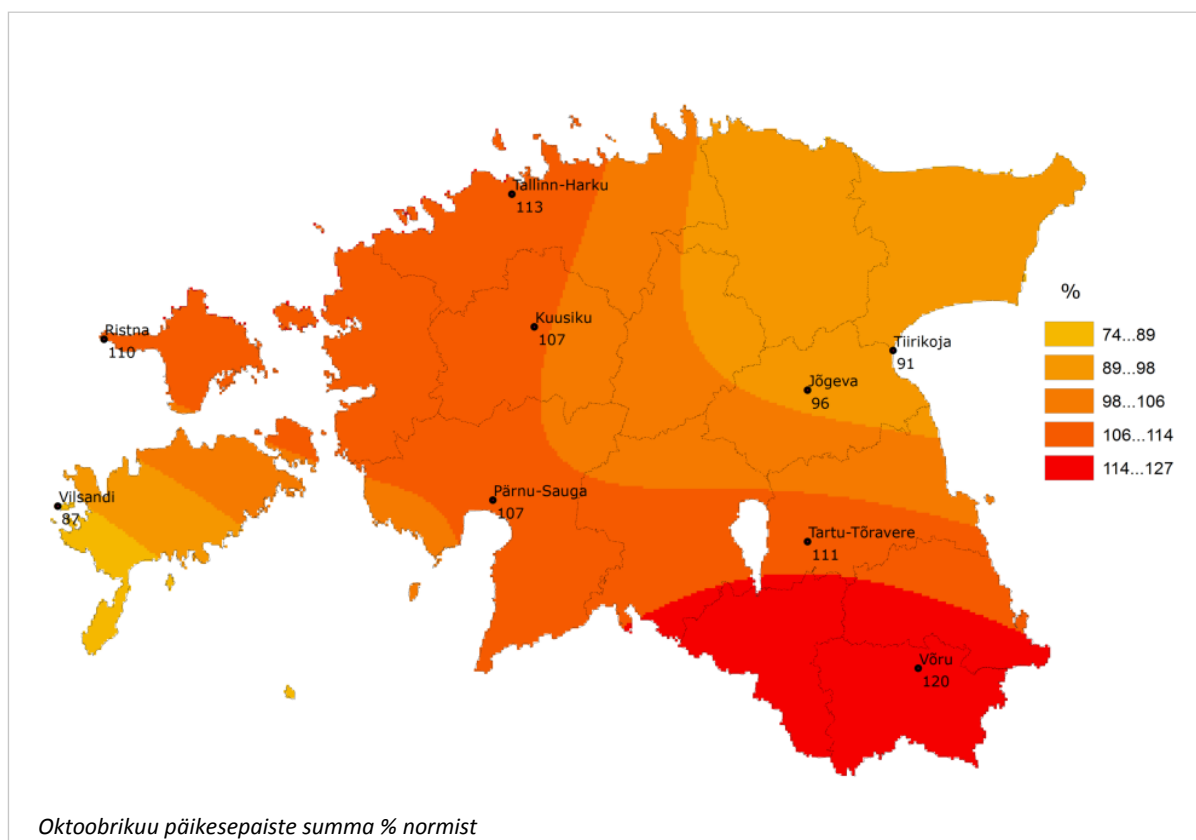 Tallinn-Harku
113
Ristna
110
Kuusiku
107
Tiirikoja
91
Jõgeva
96
Vilsandi
87
Pärnu-Sauga
107
Tartu-Tõravere
111
Võru
120
%
74...89
89...98
98...106
106...114
114...127
Oktoobrikuu päikesepaiste summa % normist